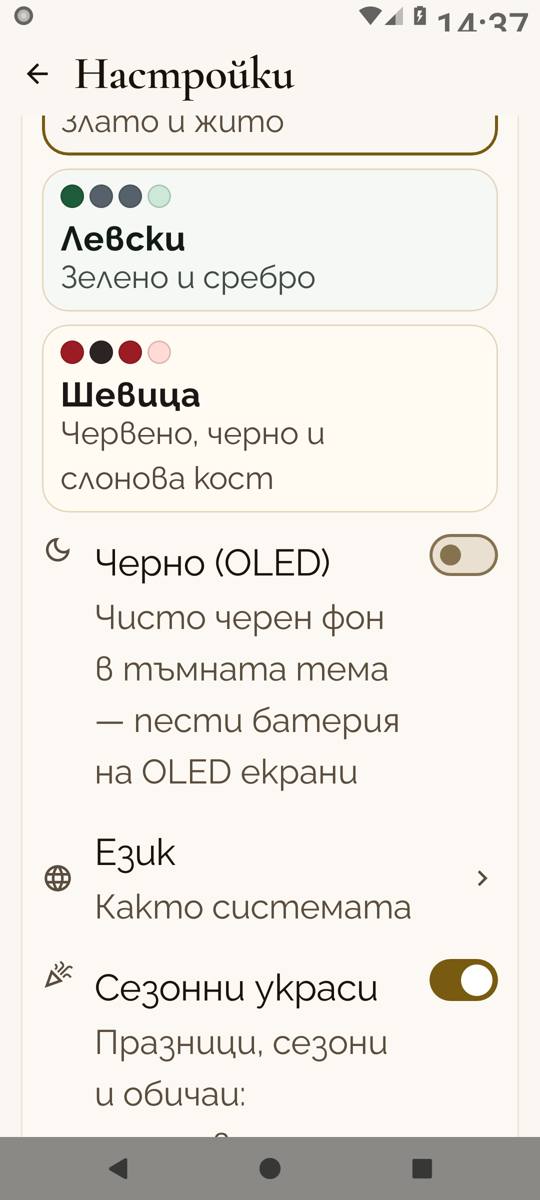 14:37
Настройки
Злато и жито
Левски
Зелено и сребро
Шевица
Червено, черно и
слонова кост
Черно (OLED)
Чисто черен фон
в тъмната тема
— пести батерия
на OLED екрани
Език
Както системата
Сезонни украси
Празници, сезони
и обичаи: